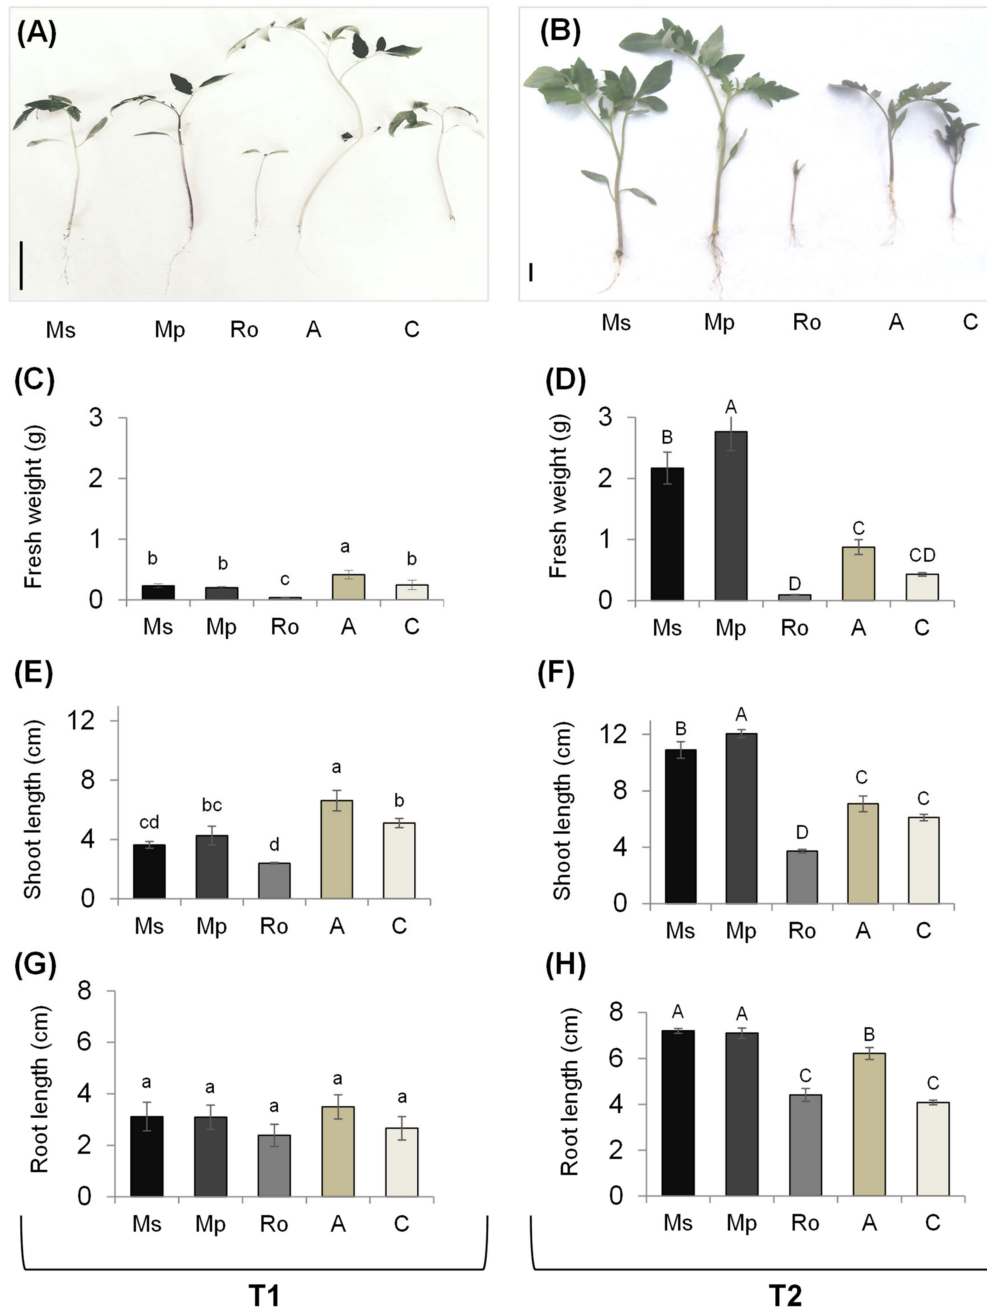 (A)
(B)
Ms Mp Ro A C
Ms Mp Ro A C
(C)
Fresh weight (g)
3
2
1
0
b b c a b
Ms Mp Ro A C
(D)
Fresh weight (g)
3
2
1
0
B A D C CD
Ms Mp Ro A C
(E)
Shoot length (cm)
12
8
4
0
cd bc d a b
Ms Mp Ro A C
(F)
Shoot length (cm)
12
8
4
0
B A D C C
Ms Mp Ro A C
(G)
Root length (cm)
8
6
4
2
0
a a a a a
Ms Mp Ro A C
(H)
Root length (cm)
8
6
4
2
0
A A C B C
Ms Mp Ro A C
T1
T2